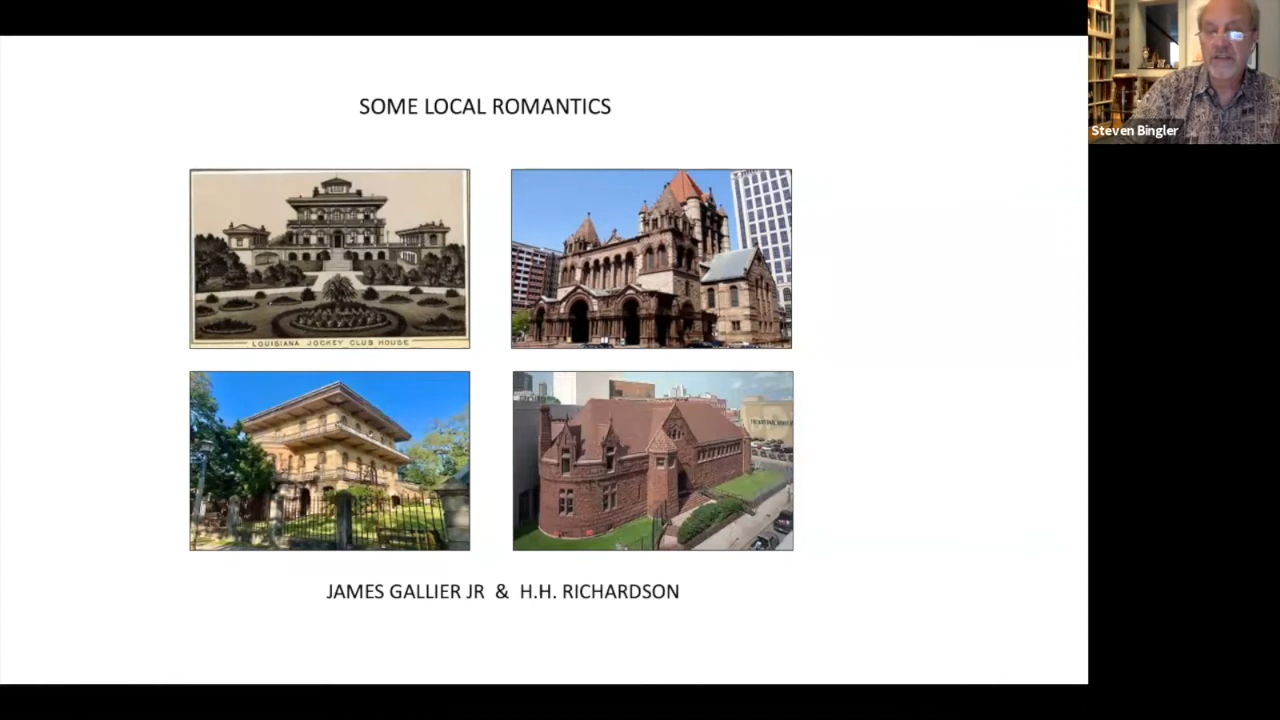 SOME LOCAL ROMANTICS
Steven Bingler
LOUISIANA JOCKEY CLUB HOUSE
JAMES GALLIER JR & H.H. RICHARDSON